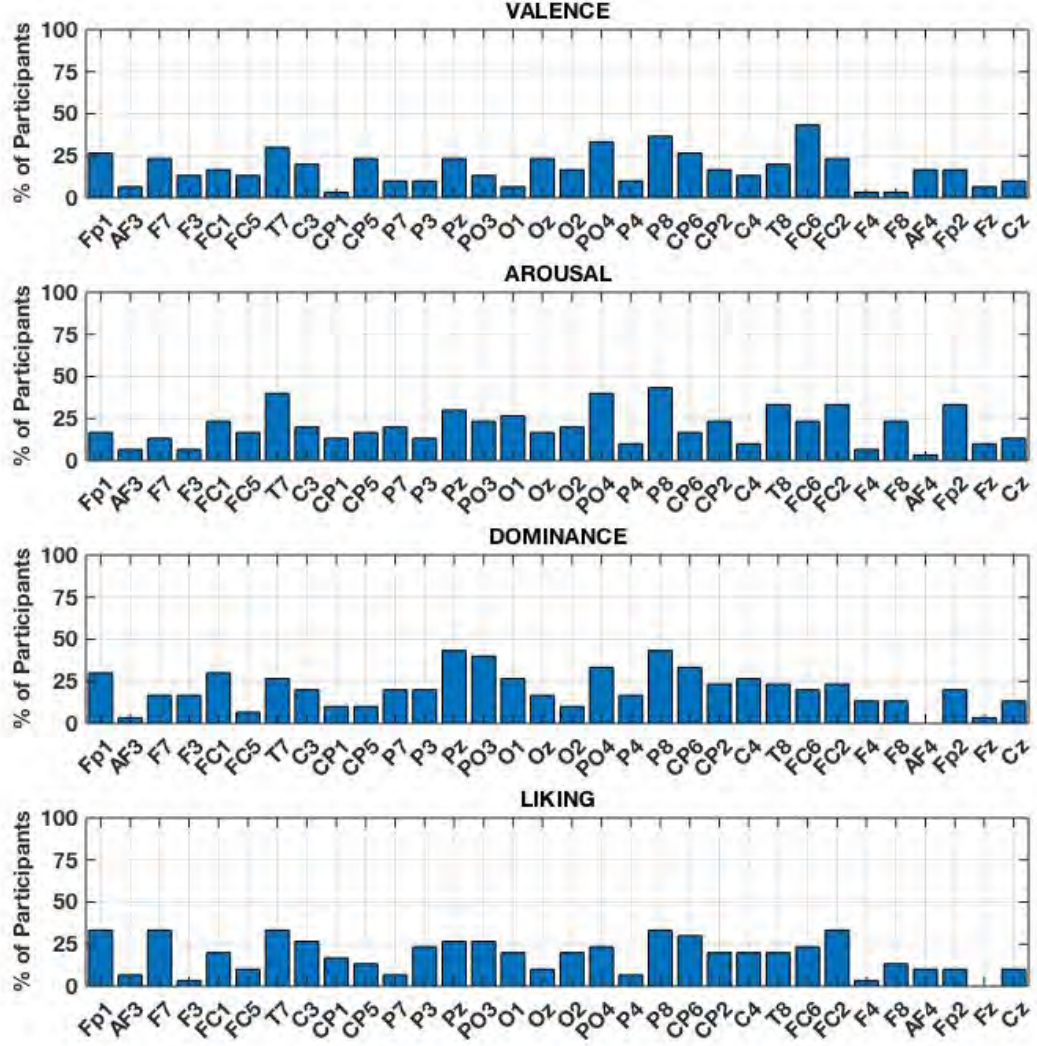 VALENCE
100
75
50
25
0
% of Participants
Fp1 AF3 F7 F3 FC1 FC5 T7 C3 CP1 CP5 P7 P3 Pz PO3 O1 Oz O2 PO4 P4 P8 CP6 CP2 C4 T8 FC6 FC2 F4 F8 AF4 Fp2 Fz Cz
AROUSAL
100
75
50
25
0
% of Participants
Fp1 AF3 F7 F3 FC1 FC5 T7 C3 CP1 CP5 P7 P3 Pz PO3 O1 Oz O2 PO4 P4 P8 CP6 CP2 C4 T8 FC6 FC2 F4 F8 AF4 Fp2 Fz Cz
DOMINANCE
100
75
50
25
0
% of Participants
Fp1 AF3 F7 F3 FC1 FC5 T7 C3 CP1 CP5 P7 P3 Pz PO3 O1 Oz O2 PO4 P4 P8 CP6 CP2 C4 T8 FC6 FC2 F4 F8 AF4 Fp2 Fz Cz
LIKING
100
75
50
25
0
% of Participants
Fp1 AF3 F7 F3 FC1 FC5 T7 C3 CP1 CP5 P7 P3 Pz PO3 O1 Oz O2 PO4 P4 P8 CP6 CP2 C4 T8 FC6 FC2 F4 F8 AF4 Fp2 Fz Cz